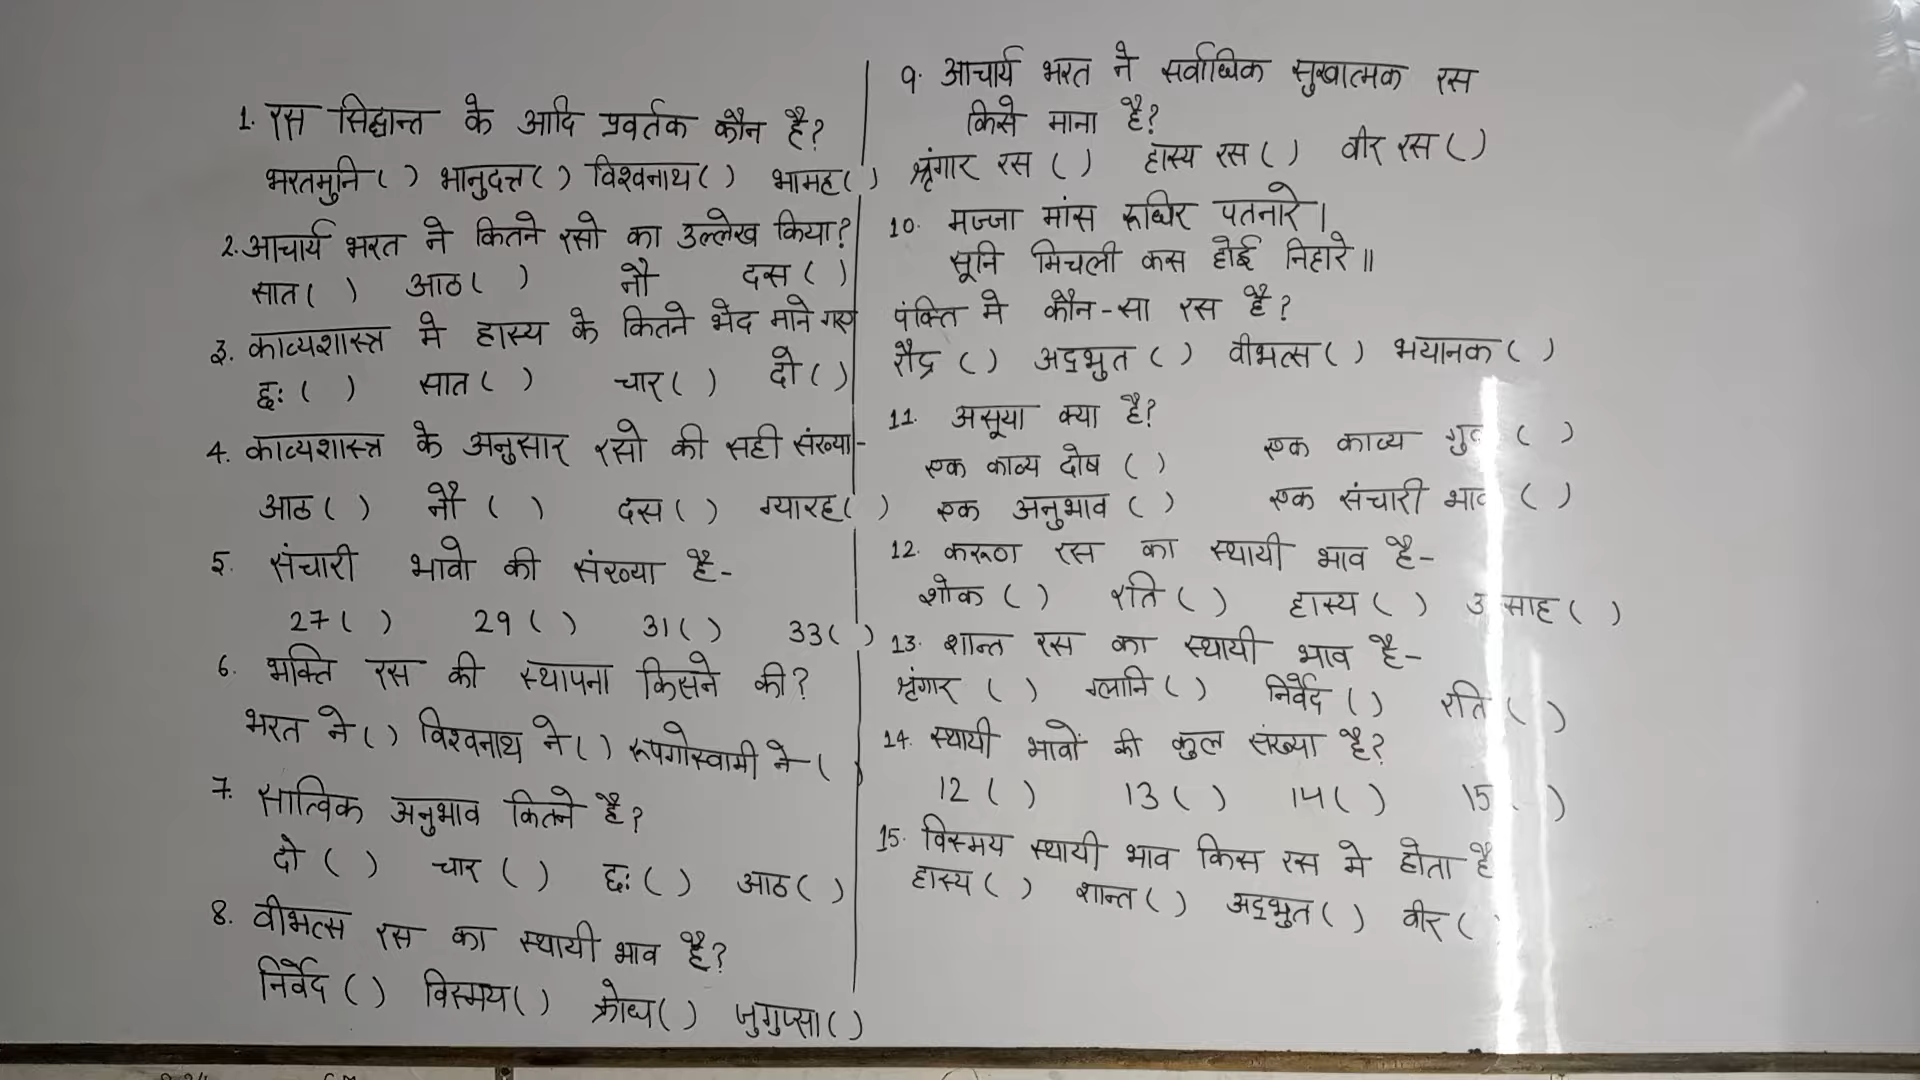 1. रस सिद्धान्त के आदि प्रवर्तक कौन है?
भरतमुनि ( ) भानुदत्त ( ) विश्वनाथ ( ) भामह ( )
2. आचार्य भरत ने कितने रसो का उल्लेख किया?
सात ( ) आठ ( ) नौ दस ( )
3. काव्यशास्त्र मे हास्य के कितने भेद माने गए
छः ( ) सात ( ) चार ( ) दो ( )
4. काव्यशास्त्र के अनुसार रसो की सही संख्या-
आठ ( ) नौ ( ) दस ( ) ग्यारह ( )
5. संचारी भावो की संख्या है-
27 ( ) 29 ( ) 31 ( ) 33 ( )
6. भक्ति रस की स्थापना किसने की?
भरत ने ( ) विश्वनाथ ने ( ) रूपगोस्वामी ने ( )
7. सात्विक अनुभाव कितने है?
दो ( ) चार ( ) छः ( ) आठ ( )
8. वीभत्स रस का स्थायी भाव है?
निर्वेद ( ) विस्मय ( ) क्रोध ( ) जुगुप्सा ( )
9. आचार्य भरत ने सर्वाधिक सुखात्मक रस
किसे माना है?
श्रृंगार रस ( ) हास्य रस ( ) वीर रस ( )
10. मज्जा मांस रूधिर पतनारे।
सूनि मिचली कस होई निहारे॥
पंक्ति मे कौन-सा रस है?
रौद्र ( ) अद्भुत ( ) वीभत्स ( ) भयानक ( )
11. असूया क्या है?
एक काव्य दोष ( ) एक काव्य ( )
एक अनुभाव ( ) एक संचारी भाव ( )
12. करूण रस का स्थायी भाव है-
शोक ( ) रति ( ) हास्य ( ) उत्साह ( )
13. शान्त रस का स्थायी भाव है-
श्रृंगार ( ) ग्लानि ( ) निर्वेद ( ) रति ( )
14. स्थायी भावों की कुल संख्या है?
12 ( ) 13 ( ) 14 ( ) 15 ( )
15. विस्मय स्थायी भाव किस रस मे होता है
हास्य ( ) शान्त ( ) अद्भुत ( ) वीर (